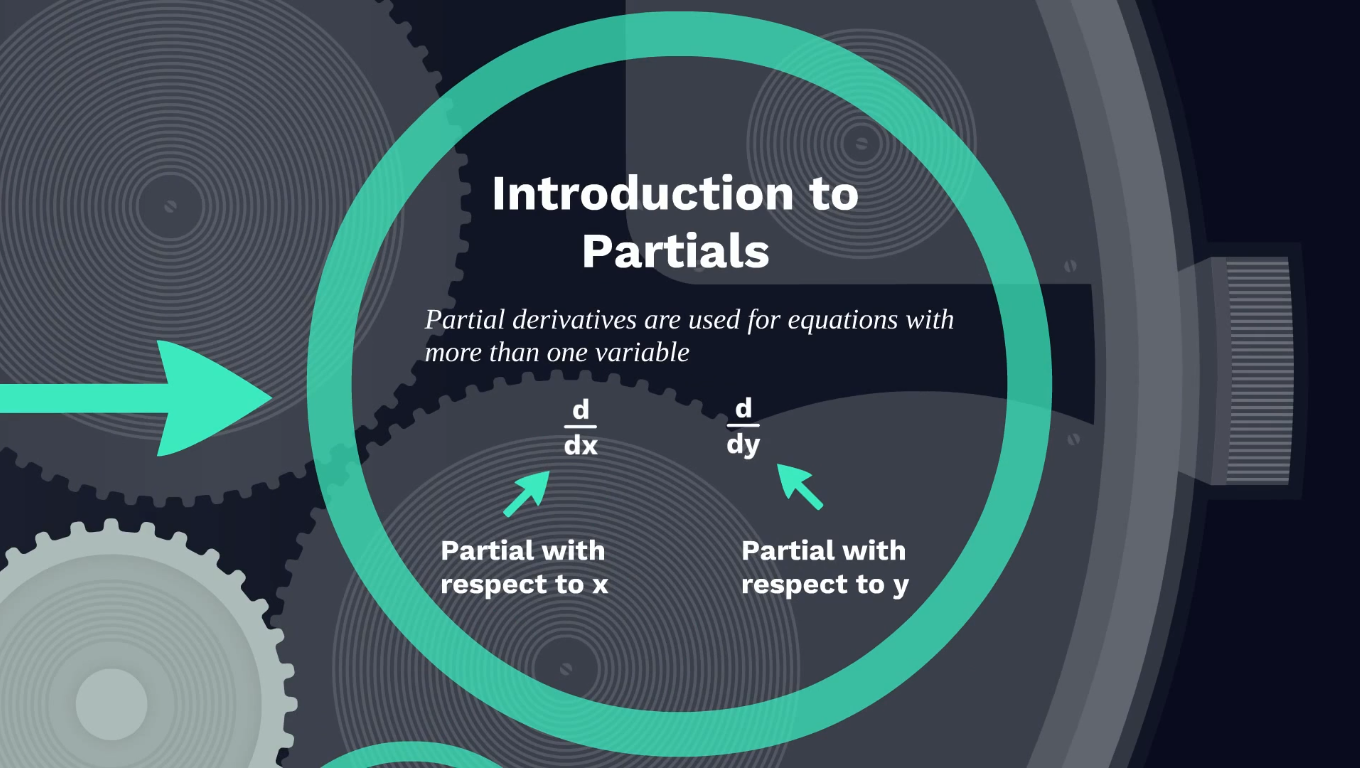 Introduction to
Partials
Partial derivatives are used for equations with
more than one variable
d
dx
d
dy
Partial with
respect to x
Partial with
respect to y